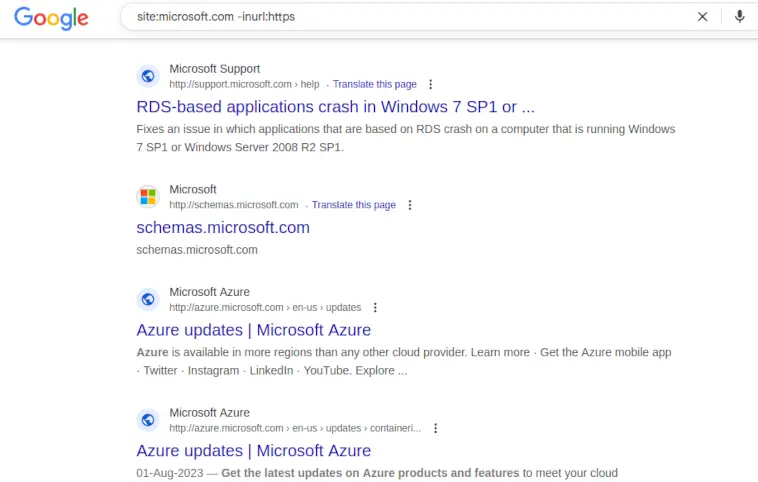 Google
site:microsoft.com -inurl:https
Microsoft Support
http://support.microsoft.com › help · Translate this page
RDS-based applications crash in Windows 7 SP1 or ...
Fixes an issue in which applications that are based on RDS crash on a computer that is running Windows
7 SP1 or Windows Server 2008 R2 SP1.
Microsoft
http://schemas.microsoft.com · Translate this page
schemas.microsoft.com
schemas.microsoft.com
Microsoft Azure
http://azure.microsoft.com › en-us › updates
Azure updates | Microsoft Azure
Azure is available in more regions than any other cloud provider. Learn more · Get the Azure mobile app
· Twitter · Instagram · LinkedIn · YouTube. Explore ...
Microsoft Azure
http://azure.microsoft.com › en-us › updates › containeri...
Azure updates | Microsoft Azure
01-Aug-2023 — Get the latest updates on Azure products and features to meet your cloud